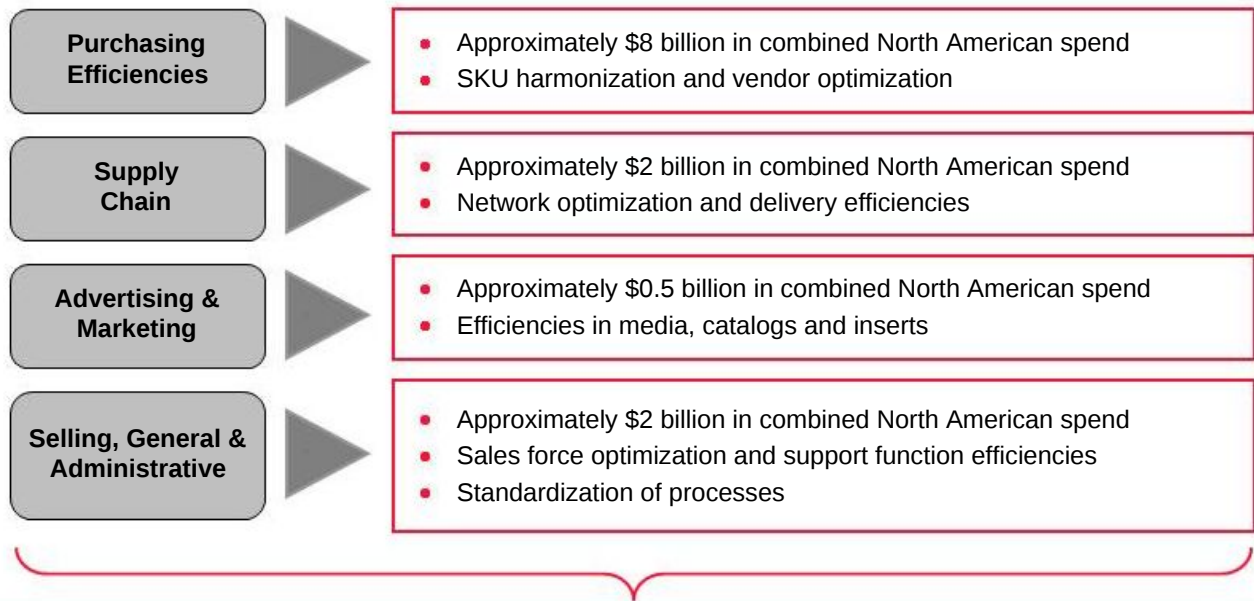 Purchasing
Efficiencies
• Approximately $8 billion in combined North American spend
• SKU harmonization and vendor optimization
Supply
Chain
• Approximately $2 billion in combined North American spend
• Network optimization and delivery efficiencies
Advertising &
Marketing
• Approximately $0.5 billion in combined North American spend
• Efficiencies in media, catalogs and inserts
Selling, General &
Administrative
• Approximately $2 billion in combined North American spend
• Sales force optimization and support function efficiencies
• Standardization of processes